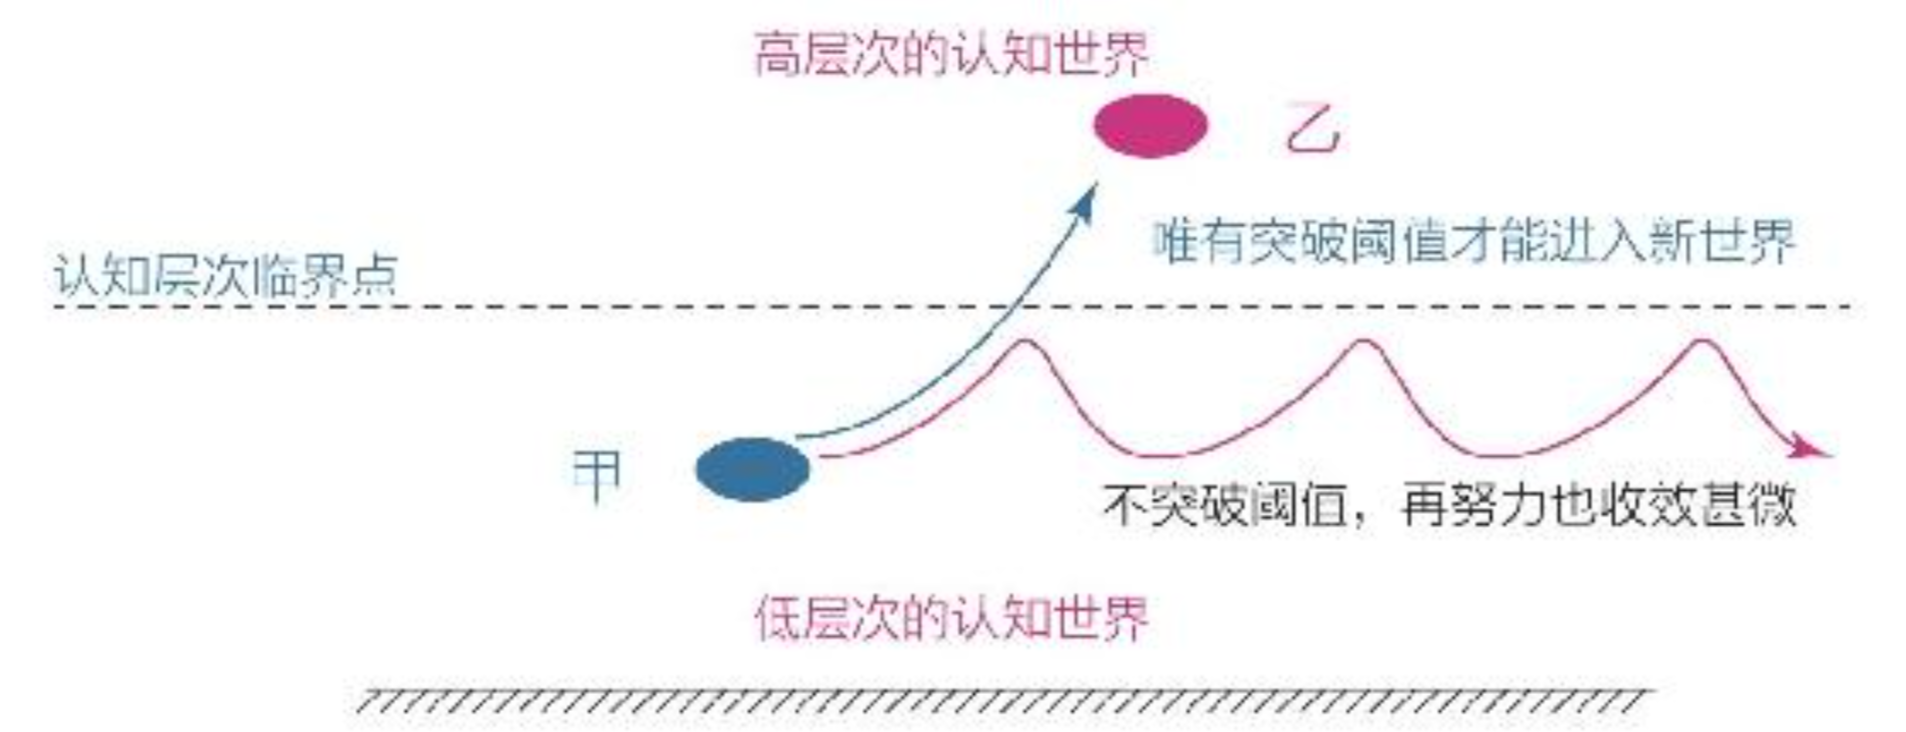 高层次的认知世界
乙
唯有突破阈值才能进入新世界
认知层次临界点
甲
不突破阈值，再努力也收效甚微
低层次的认知世界